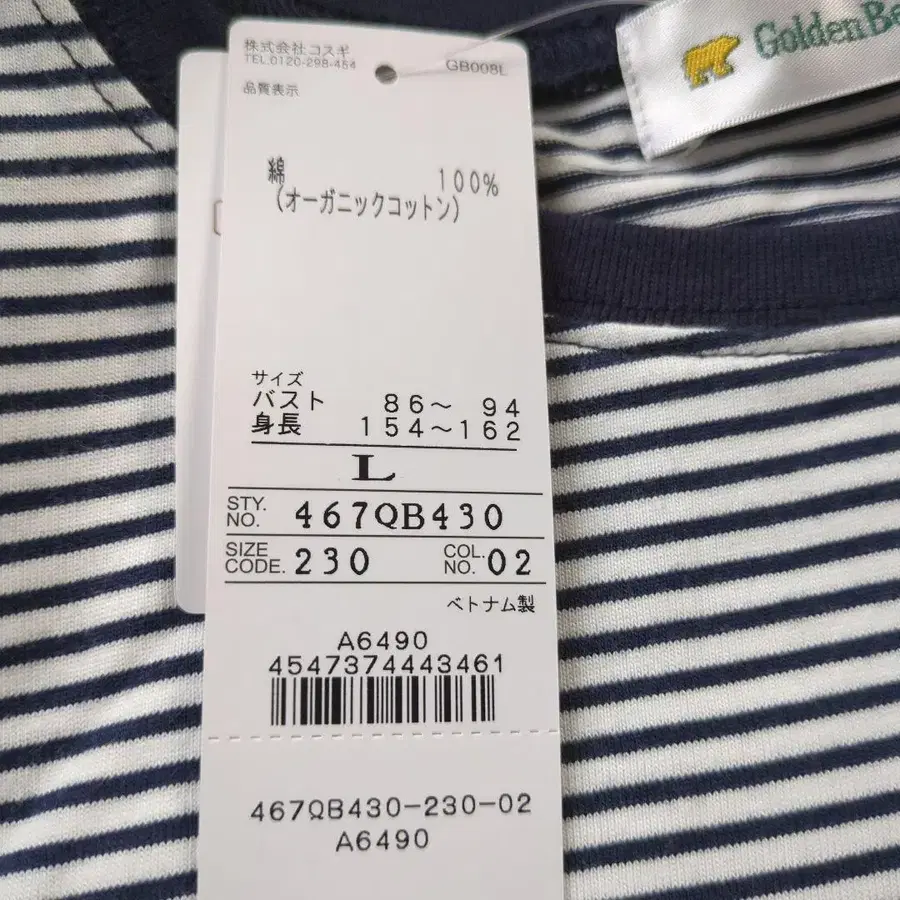 株式会社コスギ
TEL.0120-298-454
GB008L
品質表示
綿 100%
(オーガニックコットン)
サイズ
バスト 86〜 94
身長 154〜162
L
STY. NO. 467QB430
SIZE CODE. 230 COL. NO. 02
ベトナム製
A6490
4547374443461
467QB430-230-02
A6490
Golden